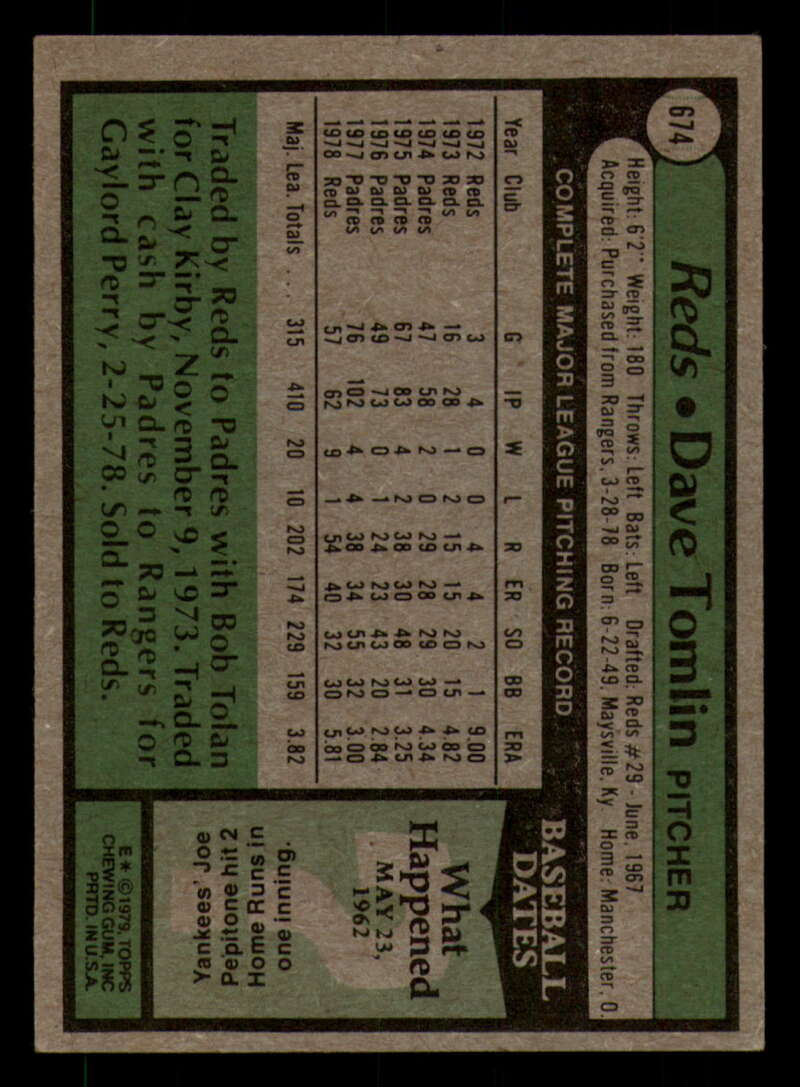 674
Reds • Dave Tomlin PITCHER
Height: 6'2" Weight: 180 Throws: Left Bats: Left Drafted: Reds #29 - June, 1967
Acquired: Purchased from Rangers, 3-28-78 Born: 6-22-49, Maysville, Ky Home: Manchester, O.
COMPLETE MAJOR LEAGUE PITCHING RECORD
Year Club G IP W L R ER SO BB ERA
1972 Reds 3 4 0 0 4 4 2 1 9.00
1973 Reds 16 28 1 2 15 15 20 15 4.82
1974 Padres 47 58 2 0 29 28 29 30 4.34
1975 Padres 67 83 4 2 38 30 48 31 3.25
1976 Padres 49 73 0 1 24 23 43 20 2.84
1977 Padres 76 102 4 4 38 34 55 32 3.00
1978 Reds 57 62 9 1 54 40 32 30 5.81
Maj. Lea. Totals . . . 315 410 20 10 202 174 229 159 3.82
Traded by Reds to Padres with Bob Tolan
for Clay Kirby, November 9, 1973. Traded
with cash by Padres to Rangers for
Gaylord Perry, 2-25-78. Sold to Reds.
BASEBALL
DATES
What
Happened
MAY 23,
1962
Yankees' Joe
Pepitone hit 2
Home Runs in
one inning.
E * © 1979, TOPPS
CHEWING GUM, INC
PRTD. IN U.S.A.